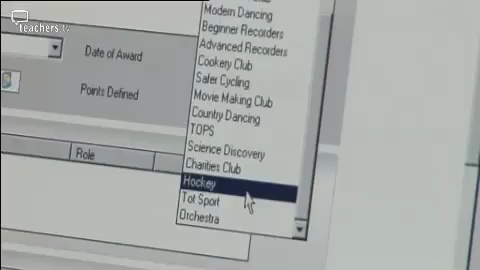 teachers tv
Modern Dancing
Beginner Recorders
Advanced Recorders
Cookery Club
Safer Cycling
Movie Making Club
Country Dancing
TOPS
Science Discovery
Charities Club
Hockey
Tot Sport
Orchestra
Date of Award
Points Defined
Role